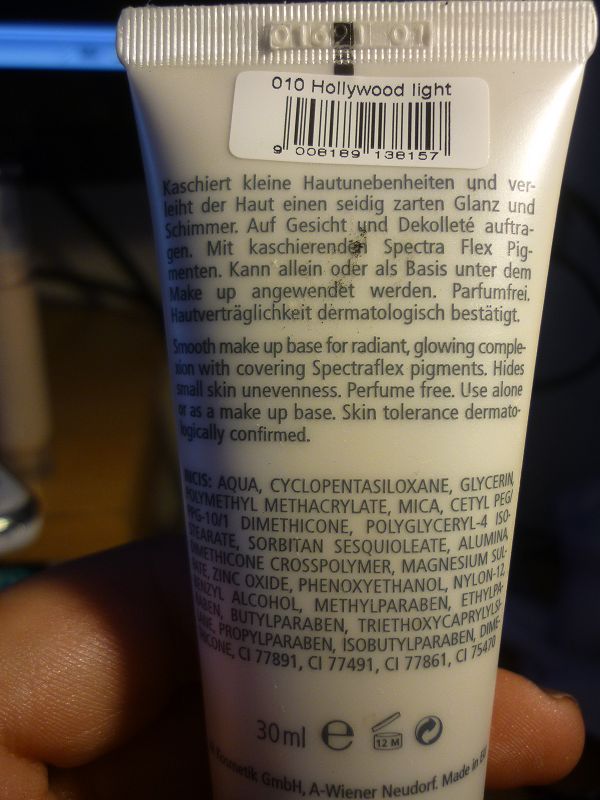 010 Hollywood light
9 008189 138157
Kaschiert kleine Hautunebenheiten und ver-
leiht der Haut einen seidig zarten Glanz und
Schimmer. Auf Gesicht und Dekolleté auftra-
gen. Mit kaschierenden Spectra Flex Pig-
menten. Kann allein oder als Basis unter dem
Make up angewendet werden. Parfumfrei.
Hautverträglichkeit dermatologisch bestätigt.
Smooth make up base for radiant, glowing comple-
xion with covering Spectraflex pigments. Hides
small skin unevenness. Perfume free. Use alone
or as a make up base. Skin tolerance dermato-
logically confirmed.
INCIS: AQUA, CYCLOPENTASILOXANE, GLYCERIN,
POLYMETHYL METHACRYLATE, MICA, CETYL PEG/
PPG-10/1 DIMETHICONE, POLYGLYCERYL-4 ISO-
STEARATE, SORBITAN SESQUIOLEATE, ALUMINA,
DIMETHICONE CROSSPOLYMER, MAGNESIUM SUL-
FATE, ZINC OXIDE, PHENOXYETHANOL, NYLON-12,
BENZYL ALCOHOL, METHYLPARABEN, ETHYLPA-
RABEN, BUTYLPARABEN, TRIETHOXYCAPRYLYLSI-
LANE, PROPYLPARABEN, ISOBUTYLPARABEN, DIME-
THICONE, CI 77891, CI 77491, CI 77861, CI 75470
30ml e 12 M
Kosmetik GmbH, A-Wiener Neudorf. Made in